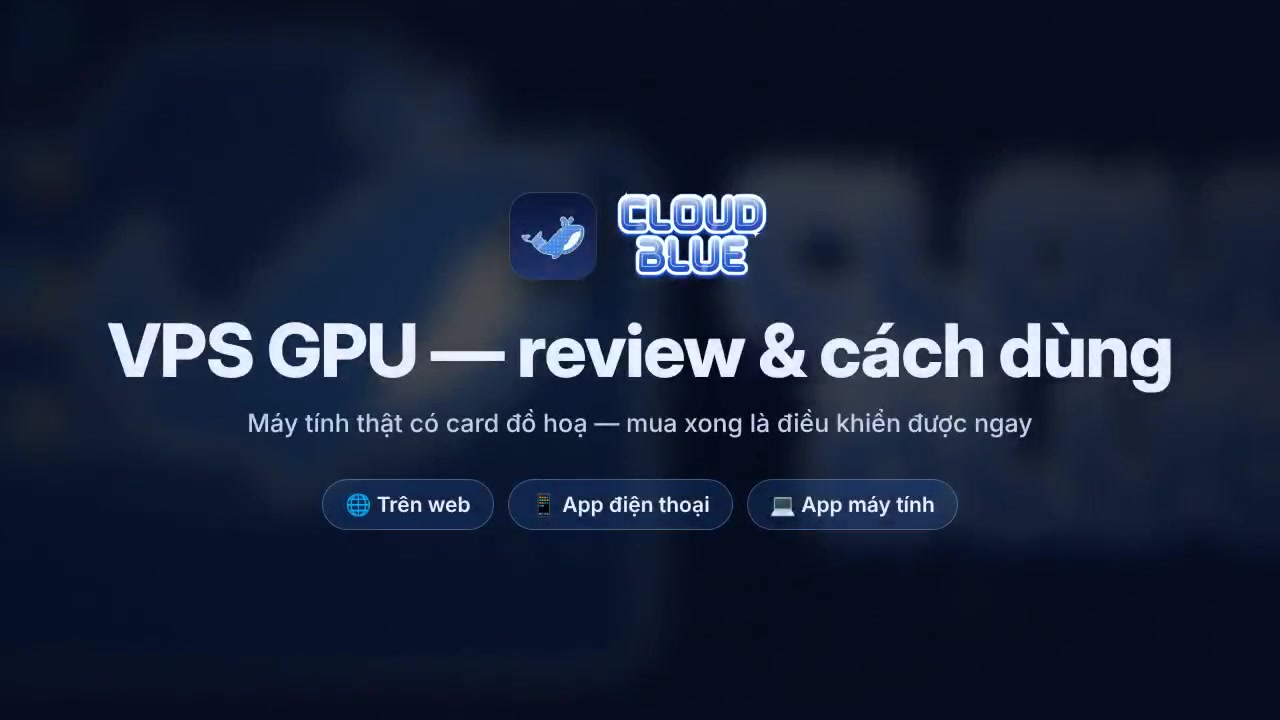 CLOUD
BLUE
VPS GPU — review & cách dùng
Máy tính thật có card đồ hoạ — mua xong là điều khiển được ngay
Trên web
App điện thoại
App máy tính